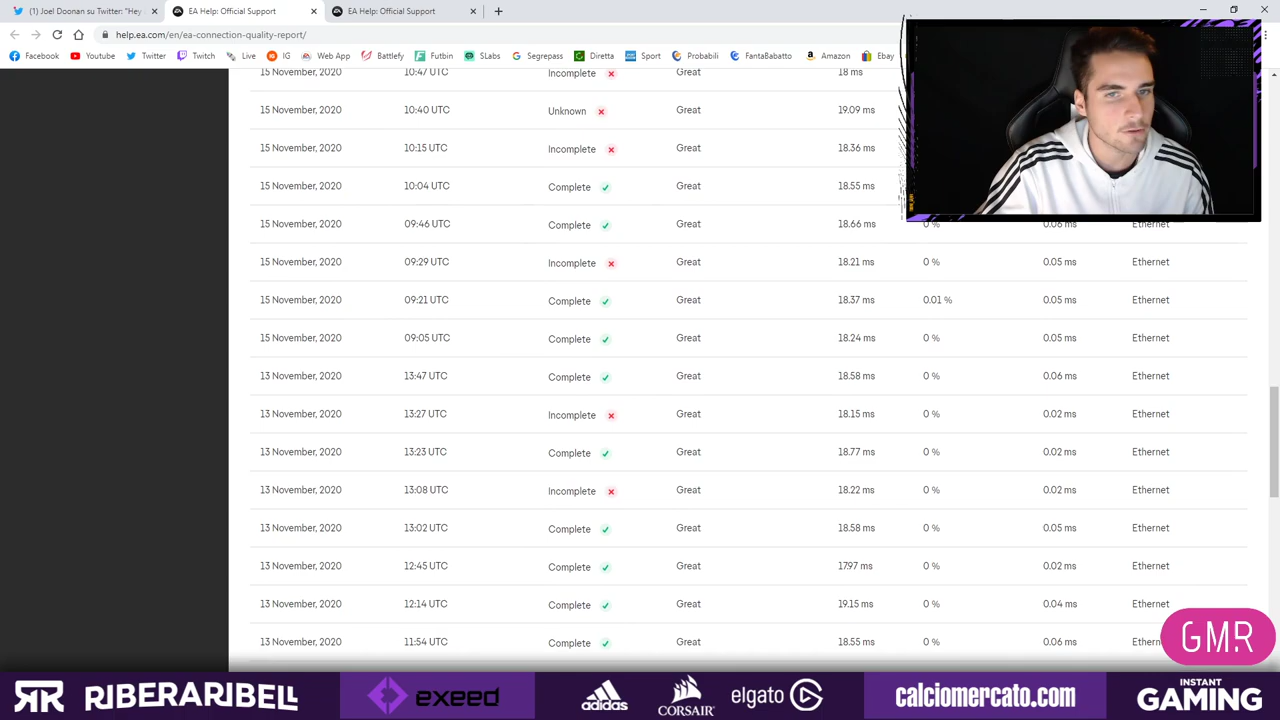 (1) Joel Doonan su Twitter: "Hey
EA Help: Official Support
EA Help: Official Support
help.ea.com/en/ea-connection-quality-report/
Facebook Youtube Twitter Twitch Live IG Web App Battlefy Futbin SLabs Segrepass Diretta Sport Probabili FantaBabatto Amazon Ebay
15 November, 2020 10:47 UTC Incomplete Great 18 ms
15 November, 2020 10:40 UTC Unknown Great 19.09 ms
15 November, 2020 10:15 UTC Incomplete Great 18.36 ms
15 November, 2020 10:04 UTC Complete Great 18.55 ms
15 November, 2020 09:46 UTC Complete Great 18.66 ms 0 % 0.06 ms Ethernet
15 November, 2020 09:29 UTC Incomplete Great 18.21 ms 0 % 0.05 ms Ethernet
15 November, 2020 09:21 UTC Complete Great 18.37 ms 0.01 % 0.05 ms Ethernet
15 November, 2020 09:05 UTC Complete Great 18.24 ms 0 % 0.05 ms Ethernet
13 November, 2020 13:47 UTC Complete Great 18.58 ms 0 % 0.06 ms Ethernet
13 November, 2020 13:27 UTC Incomplete Great 18.15 ms 0 % 0.02 ms Ethernet
13 November, 2020 13:23 UTC Complete Great 18.77 ms 0 % 0.02 ms Ethernet
13 November, 2020 13:08 UTC Incomplete Great 18.22 ms 0 % 0.02 ms Ethernet
13 November, 2020 13:02 UTC Complete Great 18.58 ms 0 % 0.05 ms Ethernet
13 November, 2020 12:45 UTC Complete Great 17.97 ms 0 % 0.02 ms Ethernet
13 November, 2020 12:14 UTC Complete Great 19.15 ms 0 % 0.04 ms Ethernet
13 November, 2020 11:54 UTC Complete Great 18.55 ms 0 % 0.06 ms
GMR
RIBERARIBELL exeed adidas CORSAIR elgato calciomercato.com INSTANT GAMING